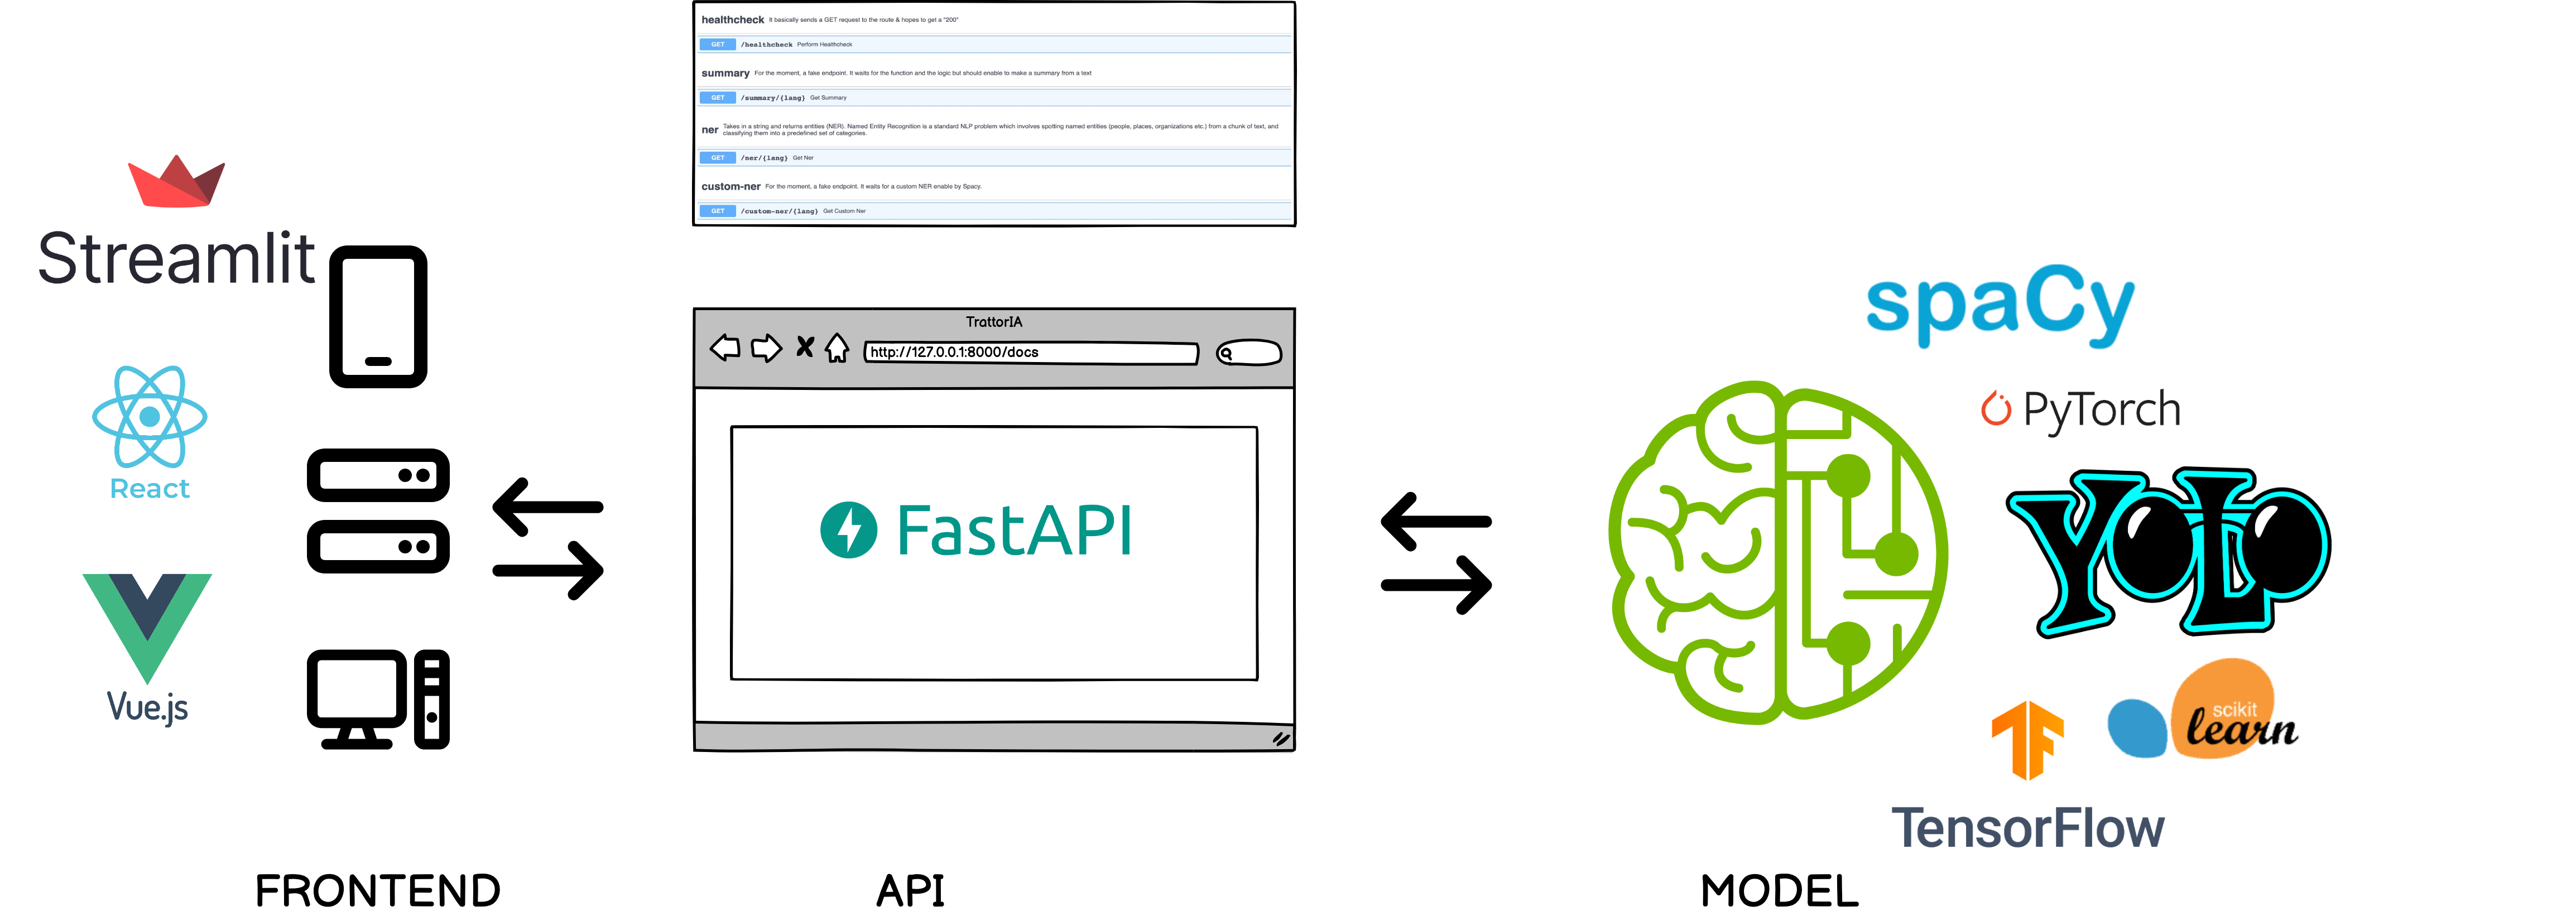 healthcheck It basically sends a GET request to the route & hopes to get a "200"
GET /healthcheck Perform Healthcheck
summary For the moment, a fake endpoint. It waits for the function and the logic but should enable to make a summary from a text
GET /summary/{lang} Get Summary
ner Takes in a string and returns entities (NER). Named Entity Recognition is a standard NLP problem which involves spotting named entities (people, places, organizations etc.) from a chunk of text, and
classifying them into a predefined set of categories.
GET /ner/{lang} Get Ner
custom-ner For the moment, a fake endpoint. It waits for a custom NER enable by Spacy.
GET /custom-ner/{lang} Get Custom Ner
Streamlit
React
Vue.js
TrattorIA
http://127.0.0.1:8000/docs
FastAPI
spaCy
PyTorch
YOLO
scikit
learn
TensorFlow
FRONTEND
API
MODEL